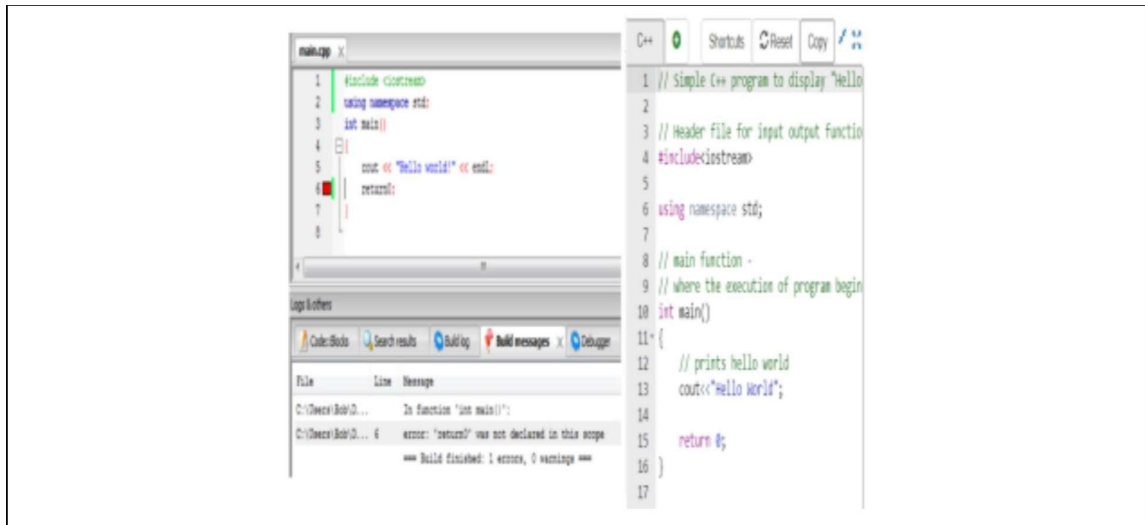 main.cpp
1 #include <iostream>
2 using namespace std;
3 int main()
4 {
5 cout << "Hello world!" << endl;
6 return0;
7 }
8
Logs & others
Code::Blocks Search results Build log Build messages Debugger
File Line Message
C:\Users\Bob\D... In function 'int main()':
C:\Users\Bob\D... 6 error: 'return0' was not declared in this scope
=== Build finished: 1 errors, 0 warnings ===
C++ Shortcuts Reset Copy
1 // Simple C++ program to display "Hello
2
3 // Header file for input output functio
4 #include<iostream>
5
6 using namespace std;
7
8 // main function -
9 // where the execution of program begin
10 int main()
11 {
12 // prints hello world
13 cout<<"Hello World";
14
15 return 0;
16 }
17